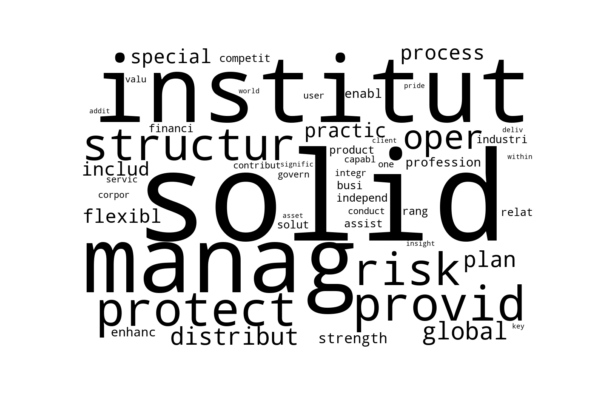 special competit process
institut
valu world user enabl pride
addit
financi practic oper deliv
structur client industri
product
includ contribut significant capabl one profession within
servic govern integr
solid
corpor busi independ
flexibl asset conduct rang relat
solut assist
manag insight
risk plan
protect provid
enhanc distribut strength global key